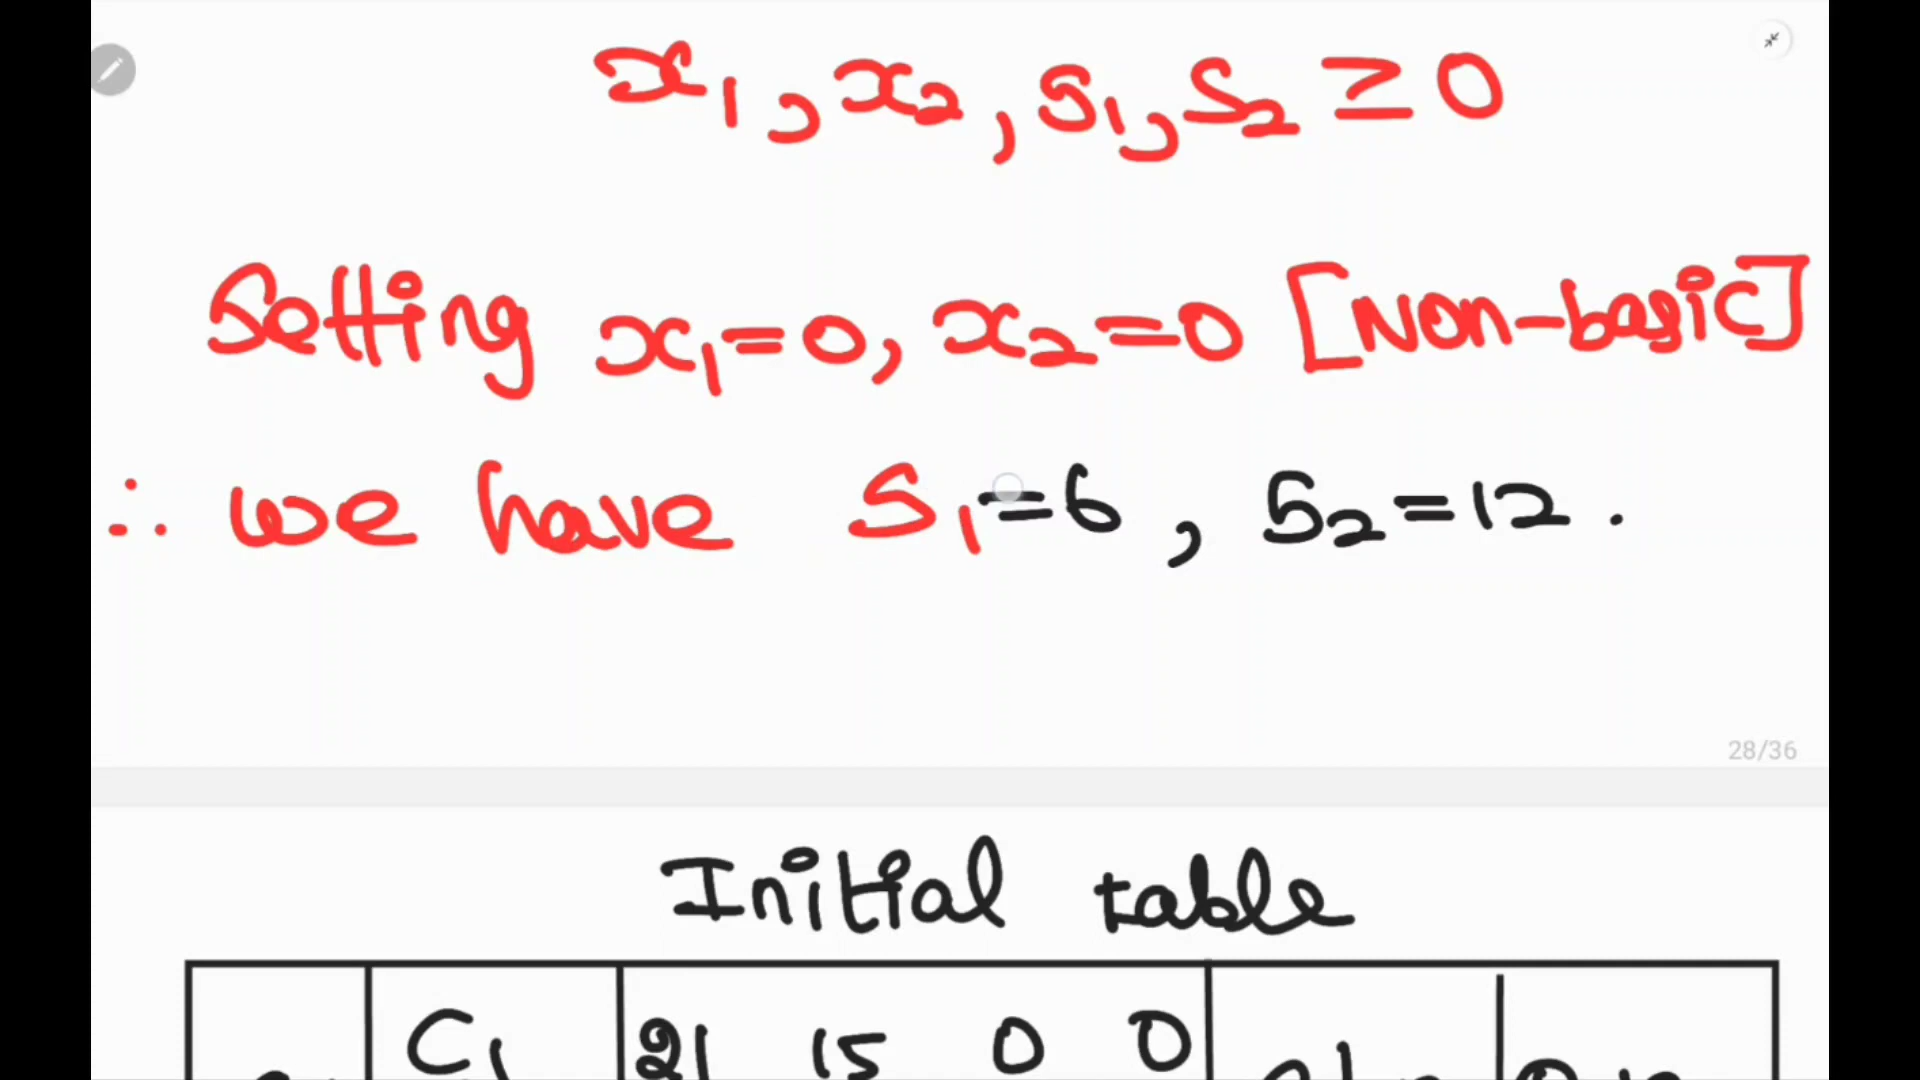 x₁, x₂, s₁, s₂ ≥ 0
Setting x₁=0, x₂=0 [Non-basic]
∴ we have S₁=6, S₂=12.
28/36
Initial table
21 15 0 0